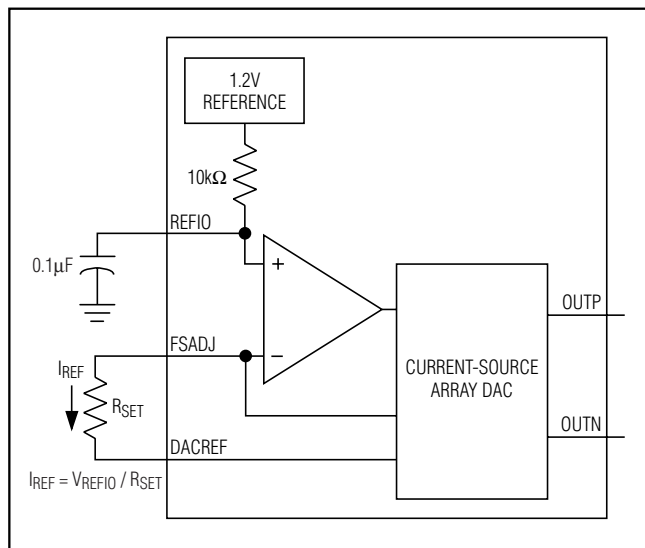 1.2V
REFERENCE
10kΩ
REFIO
0.1µF
+
FSADJ
−
OUTP
CURRENT-SOURCE
ARRAY DAC
IREF
RSET
OUTN
DACREF
IREF = VREFIO / RSET